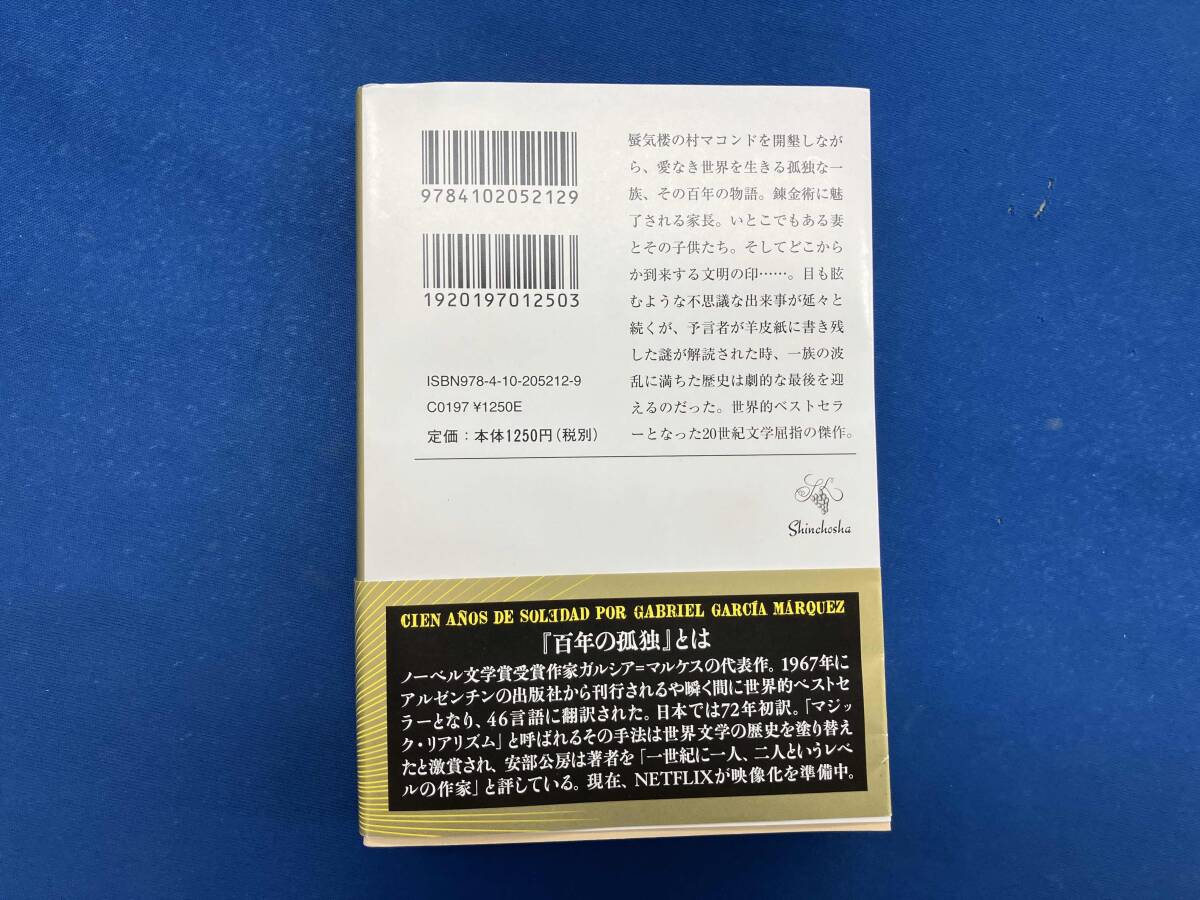 9784102052129
1920197012503
ISBN978-4-10-205212-9
C0197 ¥1250E
定価：本体1250円（税別）
蜃気楼の村マコンドを開墾しなが
ら、愛なき世界を生きる孤独な一
族、その百年の物語。錬金術に魅
了される家長。いとこでもある妻
とその子供たち。そしてどこから
か到来する文明の印……。目も眩
むような不思議な出来事が延々と
続くが、予言者が羊皮紙に書き残
した謎が解読された時、一族の波
乱に満ちた歴史は劇的な最後を迎
えるのだった。世界的ベストセラ
ーとなった20世紀文学屈指の傑作。
Shinchosha
CIEN AÑOS DE SOLƎDAD POR GABRIEL GARCÍA MÁRQUEZ
『百年の孤独』とは
ノーベル文学賞受賞作家ガルシア=マルケスの代表作。1967年に
アルゼンチンの出版社から刊行されるや瞬く間に世界的ベストセ
ラーとなり、46言語に翻訳された。日本では72年初訳。「マジッ
ク・リアリズム」と呼ばれるその手法は世界文学の歴史を塗り替え
たと激賞され、安部公房は著者を「一世紀に一人、二人というレベ
ルの作家」と評している。現在、NETFLIXが映像化を準備中。